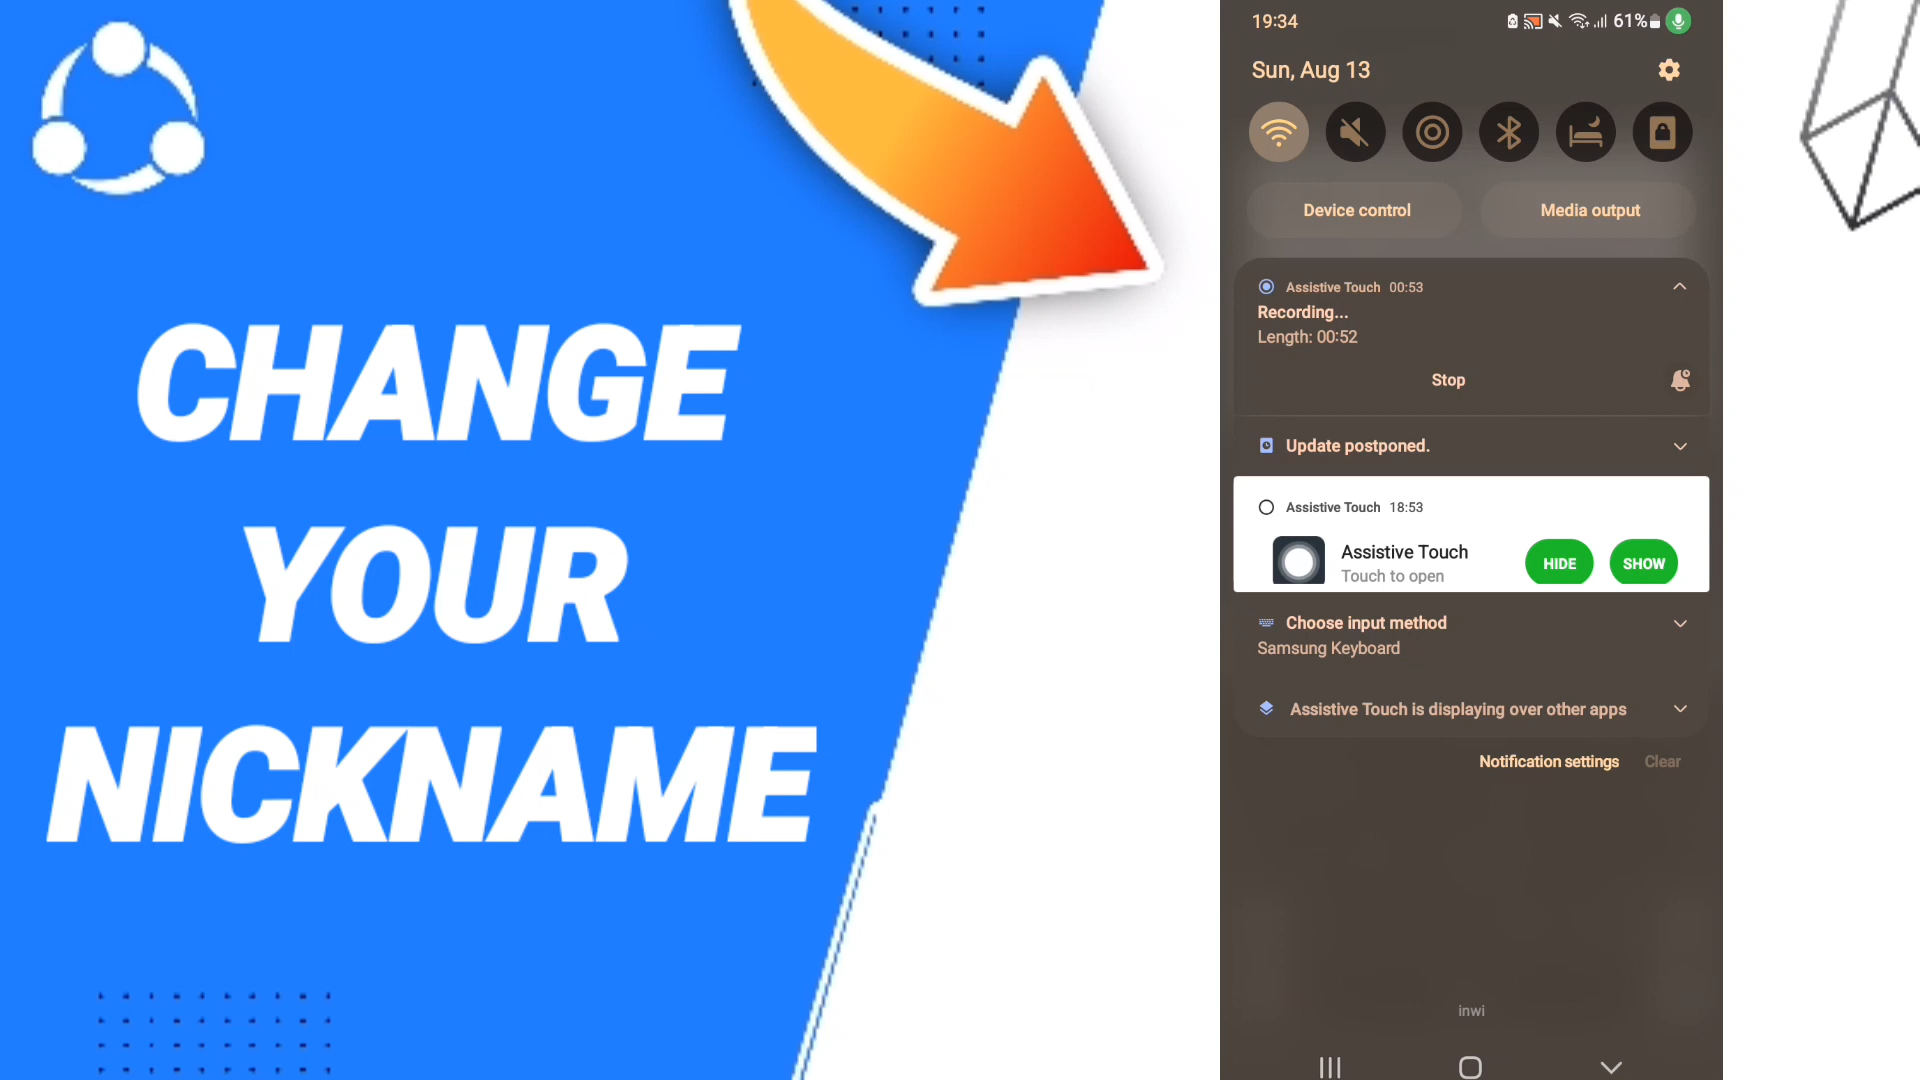 CHANGE
YOUR
NICKNAME
19:34
61%
Sun, Aug 13
Device control
Media output
Assistive Touch 00:53
Recording...
Length: 00:52
Stop
Update postponed.
Assistive Touch 18:53
Assistive Touch
Touch to open
HIDE
SHOW
Choose input method
Samsung Keyboard
Assistive Touch is displaying over other apps
Notification settings
Clear
inwi